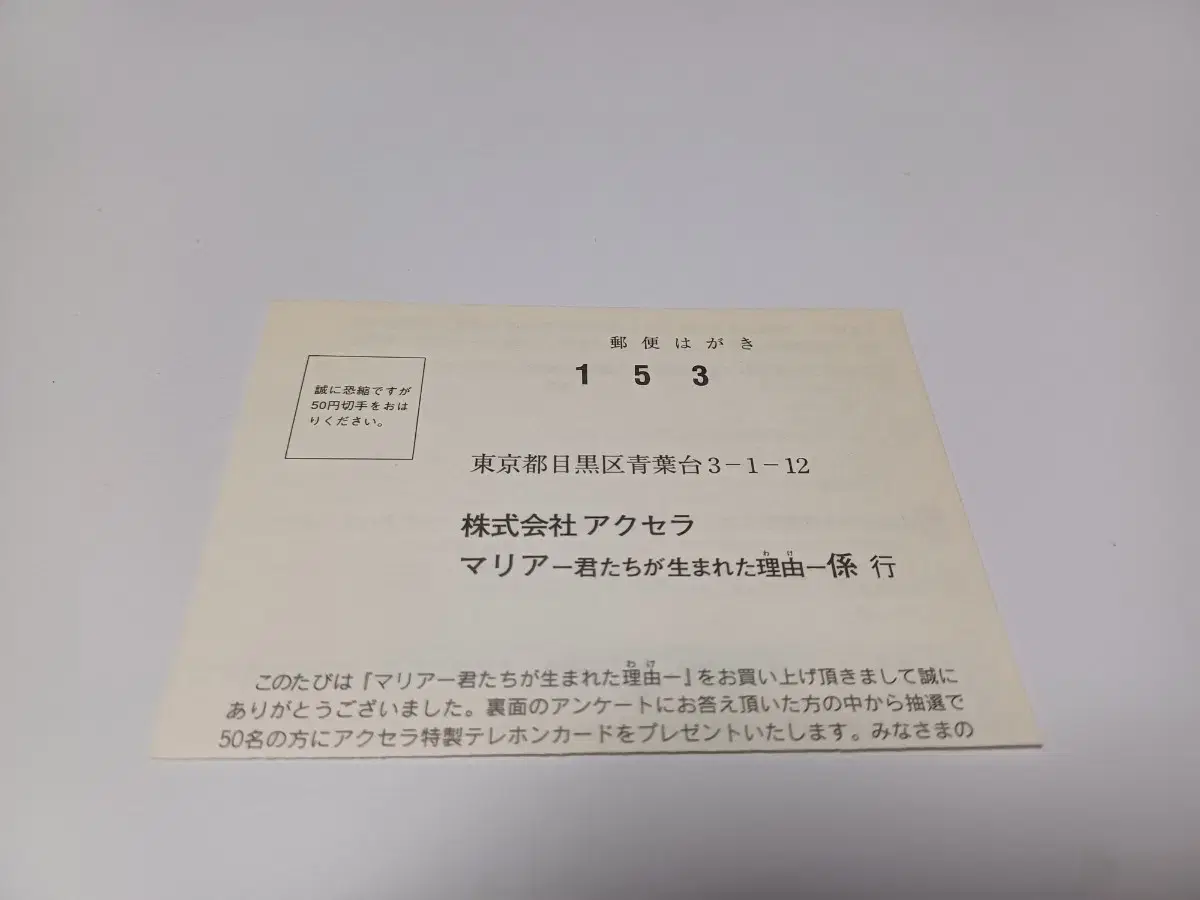 郵便はがき
153
誠に恐縮ですが
50円切手をおは
りください。
東京都目黒区青葉台3-1-12
株式会社アクセラ
マリア―君たちが生まれた理由―係 行
わけ
このたびは『マリア―君たちが生まれた理由―』をお買い上げ頂きまして誠に
わけ
ありがとうございました。裏面のアンケートにお答え頂いた方の中から抽選で
50名の方にアクセラ特製テレホンカードをプレゼントいたします。みなさまの